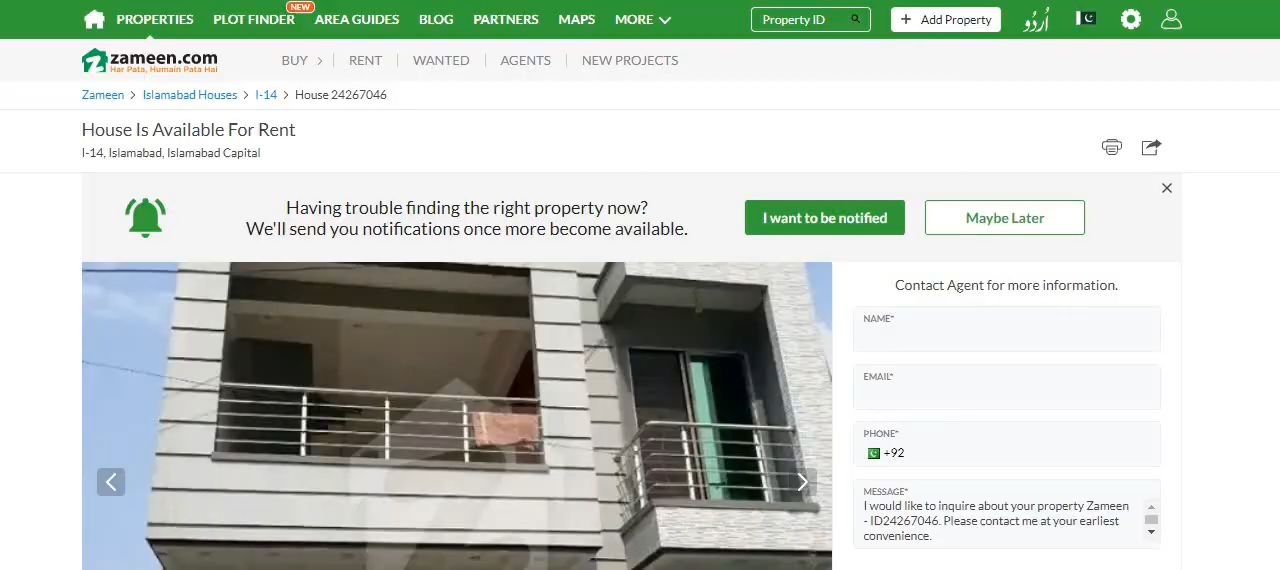 NEW
PROPERTIES PLOT FINDER AREA GUIDES BLOG PARTNERS MAPS MORE Property ID + Add Property اُردُو
zameen.com
Har Pata, Humain Pata Hai
BUY RENT WANTED AGENTS NEW PROJECTS
Zameen > Islamabad Houses > I-14 > House 24267046
House Is Available For Rent
I-14, Islamabad, Islamabad Capital
Having trouble finding the right property now?
We'll send you notifications once more become available.
I want to be notified Maybe Later
Contact Agent for more information.
NAME*
EMAIL*
PHONE*
+92
MESSAGE*
I would like to inquire about your property Zameen
- ID24267046. Please contact me at your earliest
convenience.